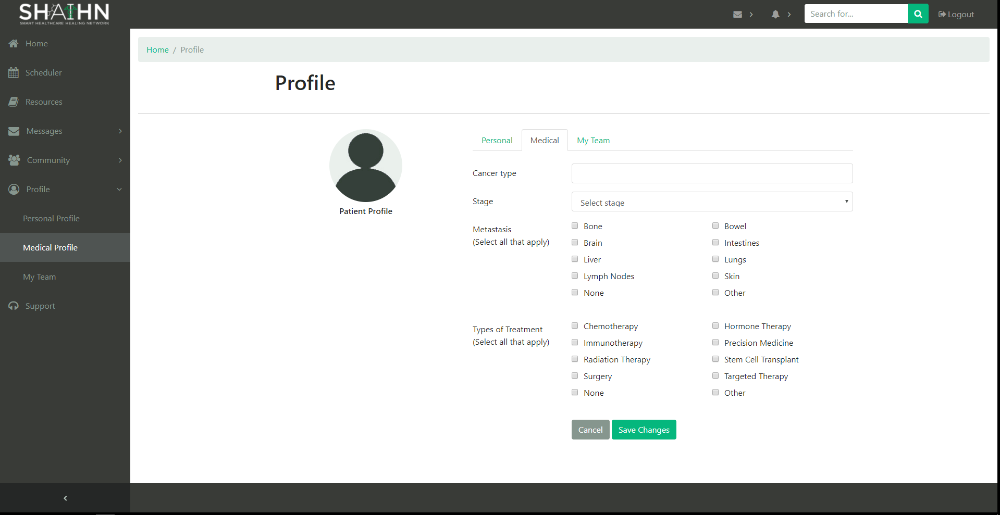 SHAIHN
SMART HEALTHCARE HEALING NETWORK
Search for...
Logout
Home
Scheduler
Resources
Messages
Community
Profile
Personal Profile
Medical Profile
My Team
Support
Home / Profile
Profile
Patient Profile
Personal Medical My Team
Cancer type
Stage
Select stage
Metastasis
(Select all that apply)
Bone Bowel
Brain Intestines
Liver Lungs
Lymph Nodes Skin
None Other
Types of Treatment
(Select all that apply)
Chemotherapy Hormone Therapy
Immunotherapy Precision Medicine
Radiation Therapy Stem Cell Transplant
Surgery Targeted Therapy
None Other
Cancel Save Changes